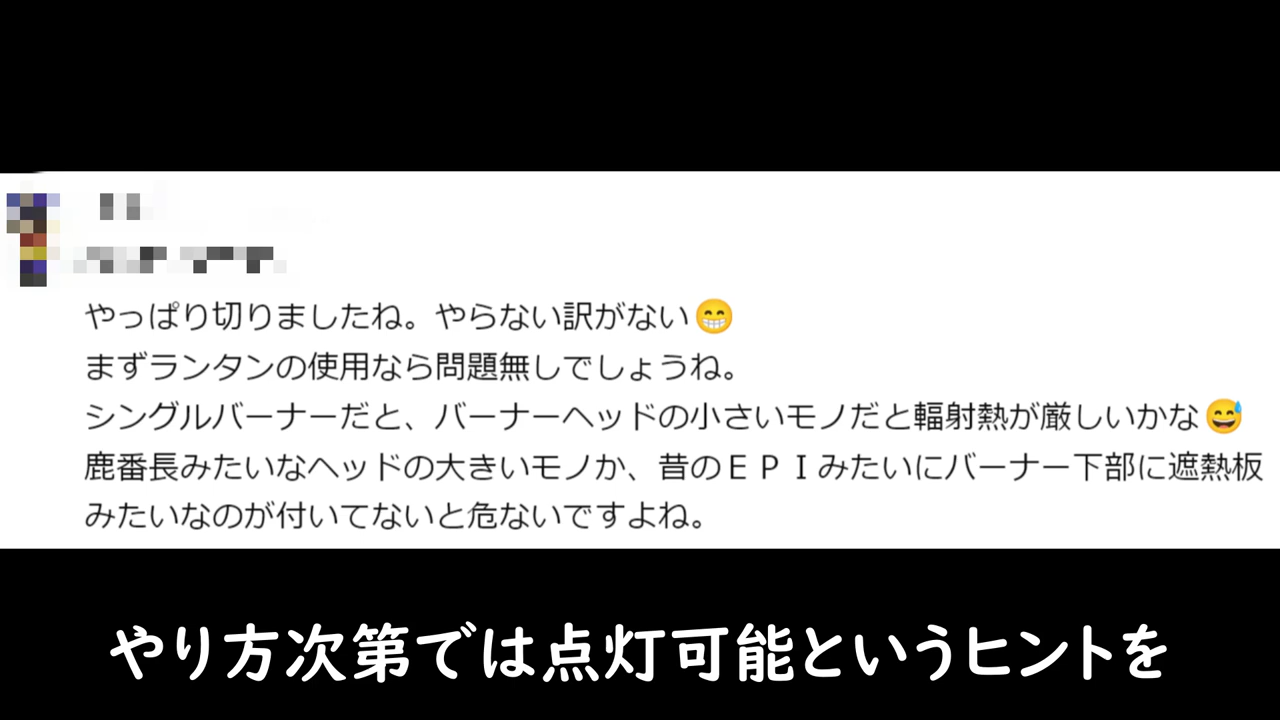 やっぱり切りましたね。やらない訳がない😁
まずランタンの使用なら問題無しでしょうね。
シングルバーナーだと、バーナーヘッドの小さいモノだと輻射熱が厳しいかな😅
鹿番長みたいなヘッドの大きいモノか、昔のＥＰＩみたいにバーナー下部に遮熱板
みたいなのが付いてないと危ないですよね。
やり方次第では点灯可能というヒントを